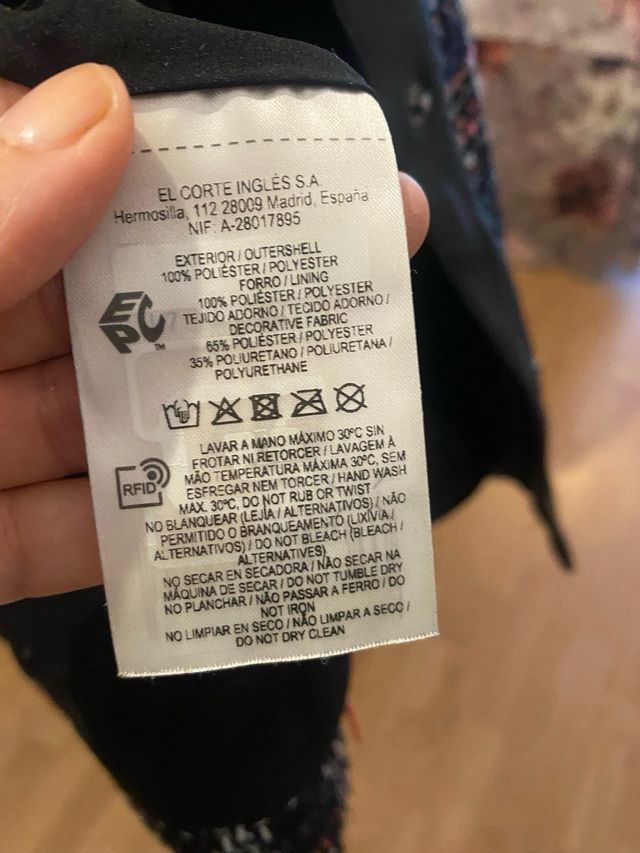 EL CORTE INGLÉS S.A.
Hermosilla, 112 28009 Madrid, España
NIF: A-28017895
EXTERIOR / OUTERSHELL
100% POLIÉSTER / POLYESTER
FORRO / LINING
100% POLIÉSTER / POLYESTER
TEJIDO ADORNO / TECIDO ADORNO /
DECORATIVE FABRIC
65% POLIÉSTER / POLYESTER
35% POLIURETANO / POLIURETANA /
POLYURETHANE
EPC TM
LAVAR A MANO MÁXIMO 30ºC SIN
FROTAR NI RETORCER / LAVAGEM À
MÃO TEMPERATURA MÁXIMA 30ºC, SEM
ESFREGAR NEM TORCER / HAND WASH
MAX. 30ºC, DO NOT RUB OR TWIST
RFID
NO BLANQUEAR (LEJÍA / ALTERNATIVOS) / NÃO
PERMITIDO O BRANQUEAMENTO (LIXÍVIA /
ALTERNATIVOS) / DO NOT BLEACH (BLEACH /
ALTERNATIVES)
NO SECAR EN SECADORA / NÃO SECAR NA
MÁQUINA DE SECAR / DO NOT TUMBLE DRY
NO PLANCHAR / NÃO PASSAR A FERRO / DO
NOT IRON
NO LIMPIAR EN SECO / NÃO LIMPAR A SECO /
DO NOT DRY CLEAN